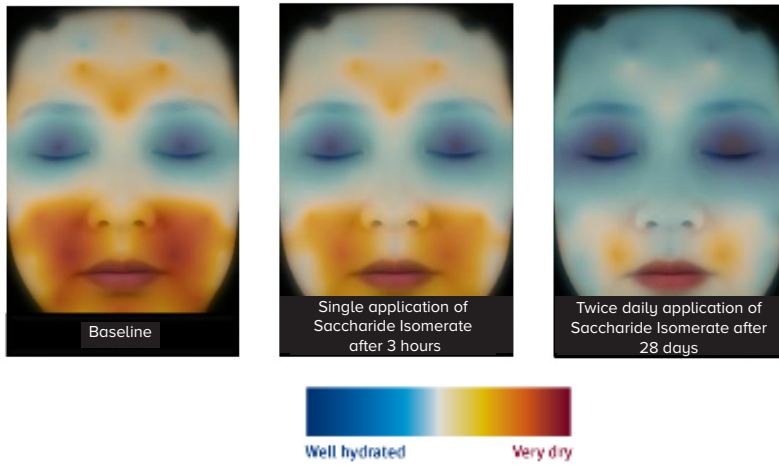 Baseline
Single application of
Saccharide Isomerate
after 3 hours
Twice daily application of
Saccharide Isomerate after
28 days
Well hydrated
Very dry